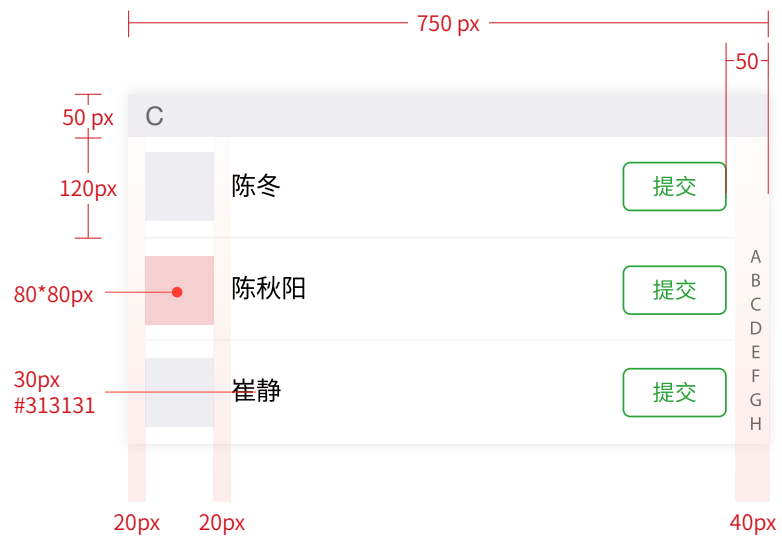 750 px
50
50 px
C
120px
陈冬
提交
80*80px
陈秋阳
提交
30px
#313131
崔静
提交
A
B
C
D
E
F
G
H
20px
20px
40px